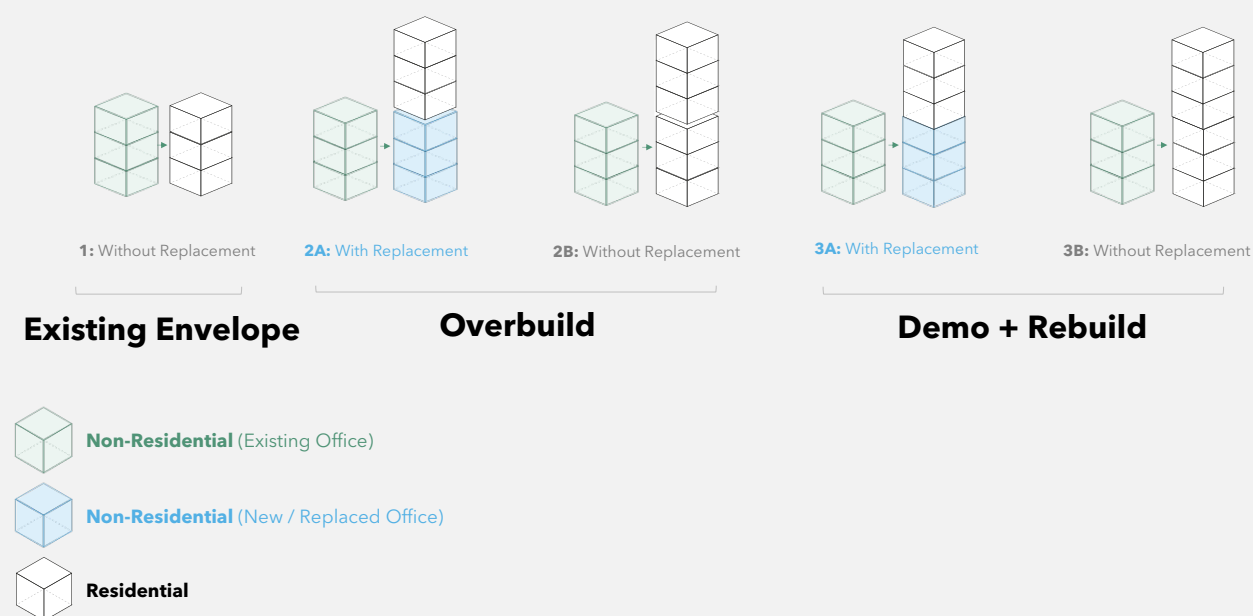 1: Without Replacement
2A: With Replacement
2B: Without Replacement
3A: With Replacement
3B: Without Replacement
Existing Envelope
Overbuild
Demo + Rebuild
Non-Residential (Existing Office)
Non-Residential (New / Replaced Office)
Residential